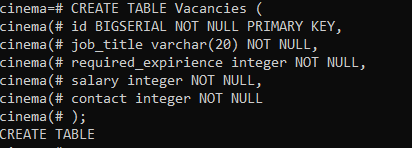 cinema=# CREATE TABLE Vacancies (
cinema(# id BIGSERIAL NOT NULL PRIMARY KEY,
cinema(# job_title varchar(20) NOT NULL,
cinema(# required_expirience integer NOT NULL,
cinema(# salary integer NOT NULL,
cinema(# contact integer NOT NULL
cinema(# );
CREATE TABLE